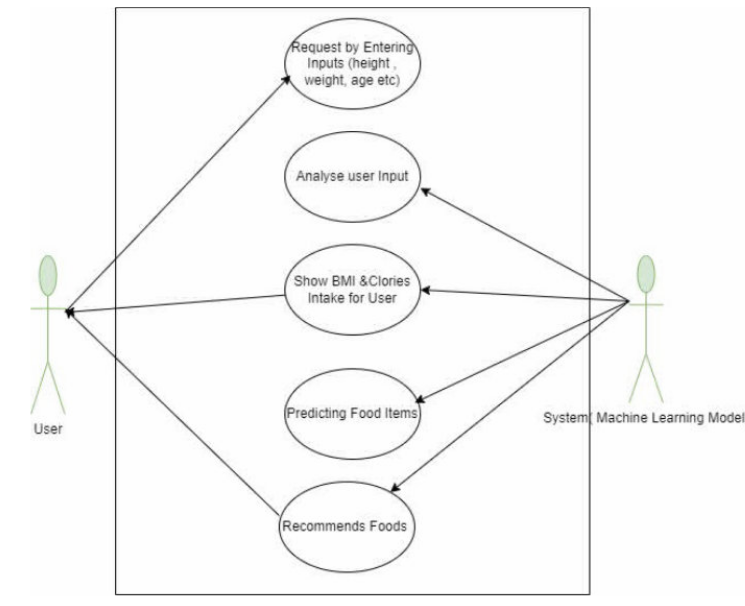 Request by Entering
Inputs (height ,
weight, age etc)
Analyse user Input
Show BMI &Clories
Intake for User
Predicting Food Items
Recommends Foods
User
System( Machine Learning Model